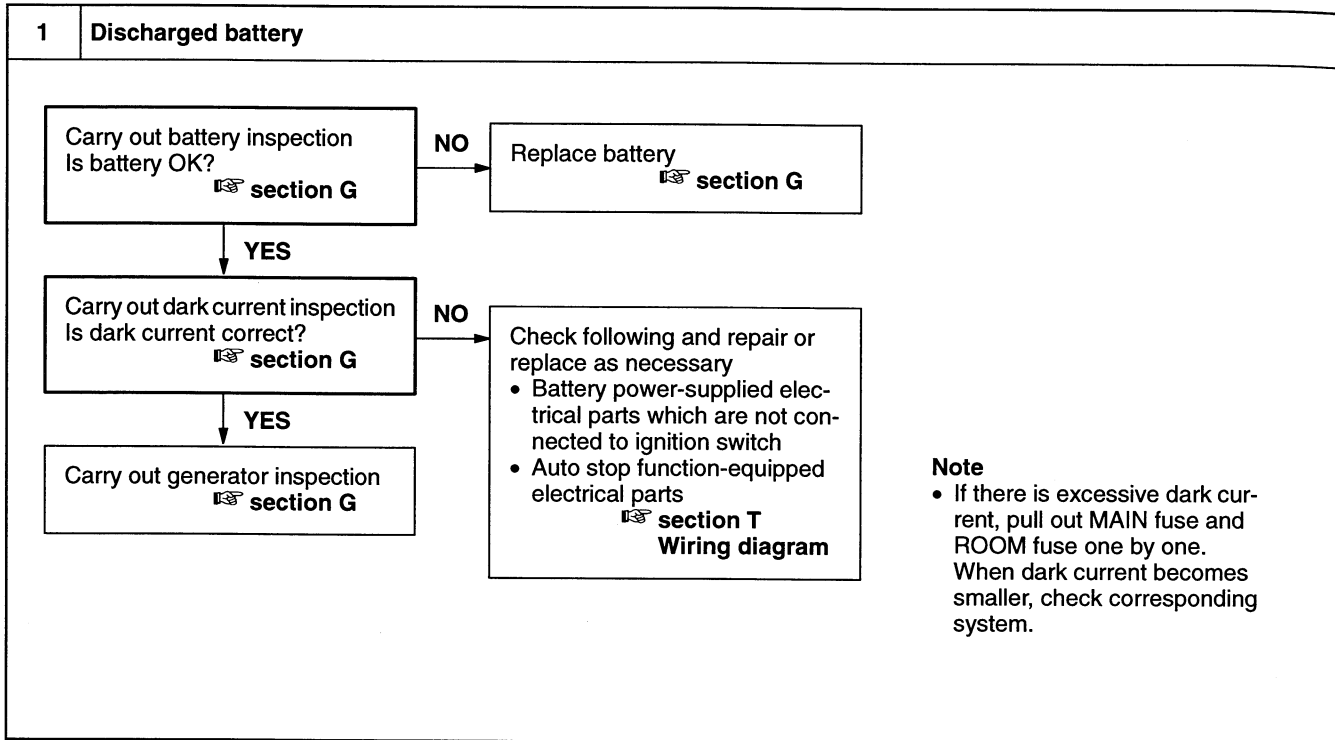 1 Discharged battery
Carry out battery inspection
Is battery OK?
☞ section G
NO
Replace battery
☞ section G
YES
Carry out dark current inspection
Is dark current correct?
☞ section G
NO
Check following and repair or
replace as necessary
• Battery power-supplied elec-
trical parts which are not con-
nected to ignition switch
• Auto stop function-equipped
electrical parts
☞ section T
Wiring diagram
YES
Carry out generator inspection
☞ section G
Note
• If there is excessive dark cur-
rent, pull out MAIN fuse and
ROOM fuse one by one.
When dark current becomes
smaller, check corresponding
system.